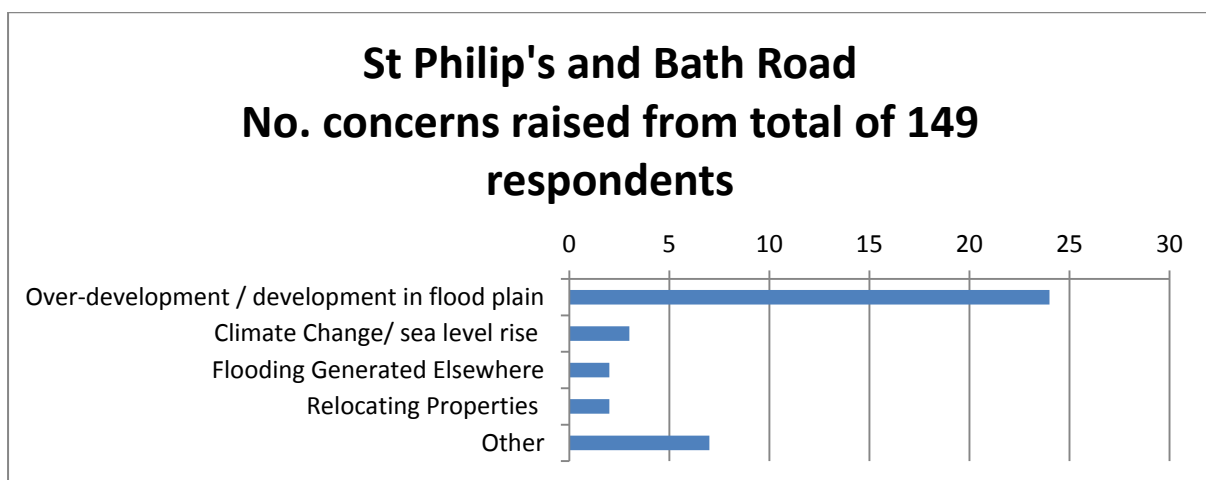 St Philip's and Bath Road
No. concerns raised from total of 149
respondents
0 5 10 15 20 25 30
Over-development / development in flood plain
Climate Change/ sea level rise
Flooding Generated Elsewhere
Relocating Properties
Other